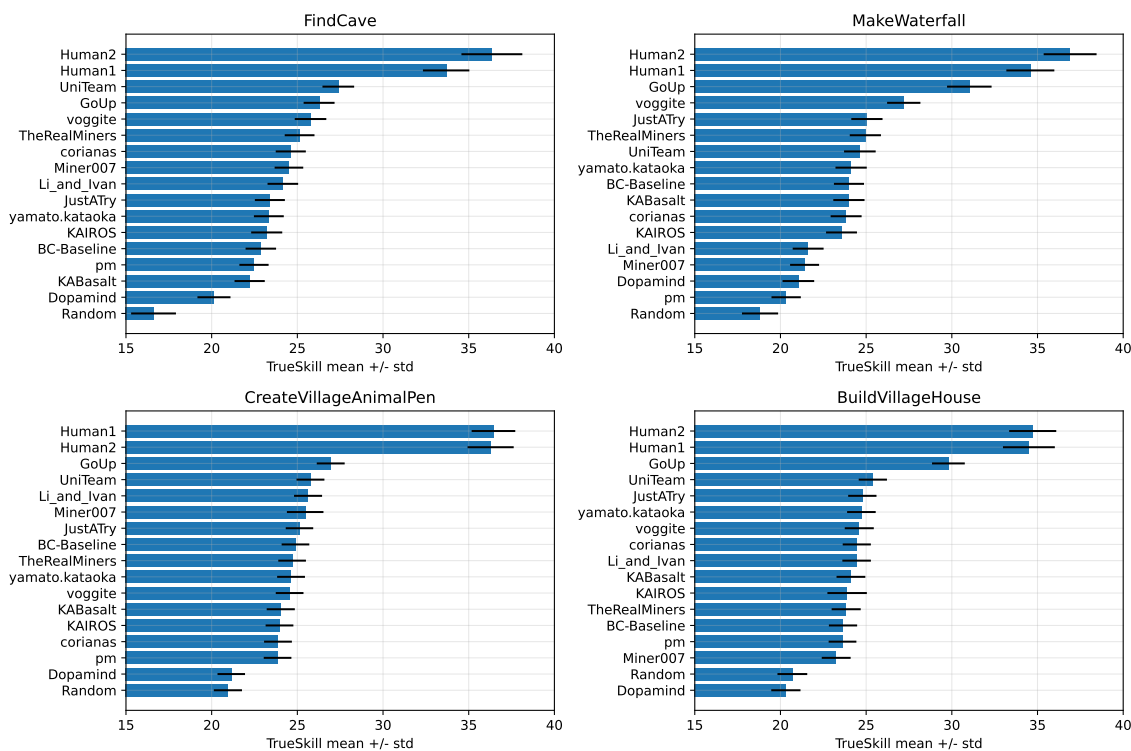 FindCave
Human2
Human1
UniTeam
GoUp
voggite
TheRealMiners
corianas
Miner007
Li_and_Ivan
JustATry
yamato.kataoka
KAIROS
BC-Baseline
pm
KABasalt
Dopamind
Random
15 20 25 30 35 40
TrueSkill mean +/- std
MakeWaterfall
Human2
Human1
GoUp
voggite
JustATry
TheRealMiners
UniTeam
yamato.kataoka
BC-Baseline
KABasalt
corianas
KAIROS
Li_and_Ivan
Miner007
Dopamind
pm
Random
15 20 25 30 35 40
TrueSkill mean +/- std
CreateVillageAnimalPen
Human1
Human2
GoUp
UniTeam
Li_and_Ivan
Miner007
JustATry
BC-Baseline
TheRealMiners
yamato.kataoka
voggite
KABasalt
KAIROS
corianas
pm
Dopamind
Random
15 20 25 30 35 40
TrueSkill mean +/- std
BuildVillageHouse
Human2
Human1
GoUp
UniTeam
JustATry
yamato.kataoka
voggite
corianas
Li_and_Ivan
KABasalt
KAIROS
TheRealMiners
BC-Baseline
pm
Miner007
Random
Dopamind
15 20 25 30 35 40
TrueSkill mean +/- std